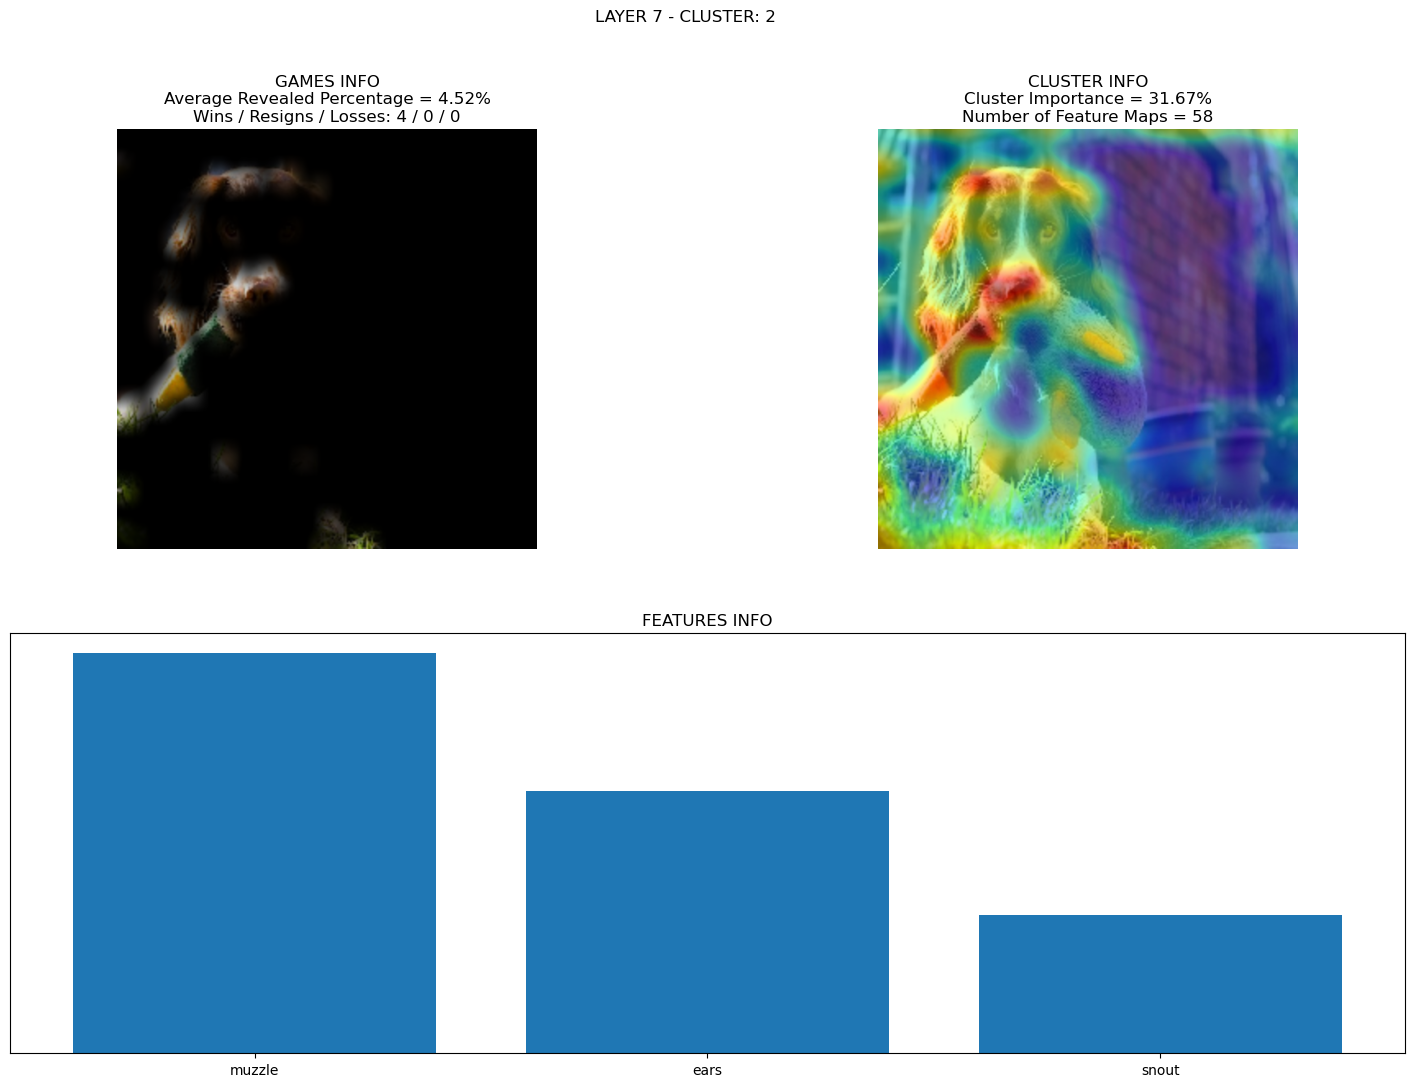 LAYER 7 - CLUSTER: 2
GAMES INFO
Average Revealed Percentage = 4.52%
Wins / Resigns / Losses: 4 / 0 / 0
CLUSTER INFO
Cluster Importance = 31.67%
Number of Feature Maps = 58
FEATURES INFO
muzzle
ears
snout